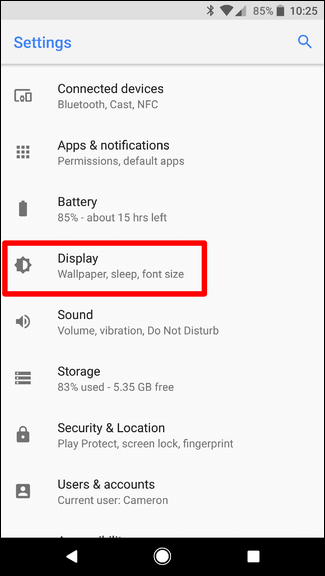 85% 10:25
Settings
Connected devices
Bluetooth, Cast, NFC
Apps & notifications
Permissions, default apps
Battery
85% - about 15 hrs left
Display
Wallpaper, sleep, font size
Sound
Volume, vibration, Do Not Disturb
Storage
83% used - 5.35 GB free
Security & Location
Play Protect, screen lock, fingerprint
Users & accounts
Current user: Cameron